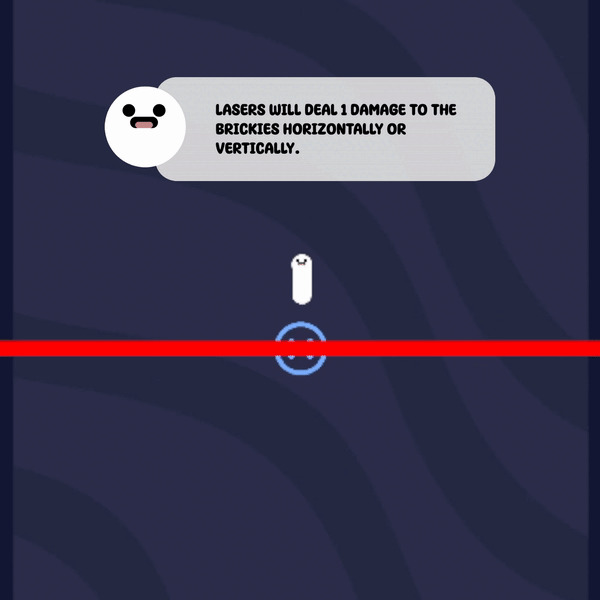 LASERS WILL DEAL 1 DAMAGE TO THE
BRICKIES HORIZONTALLY OR
VERTICALLY.